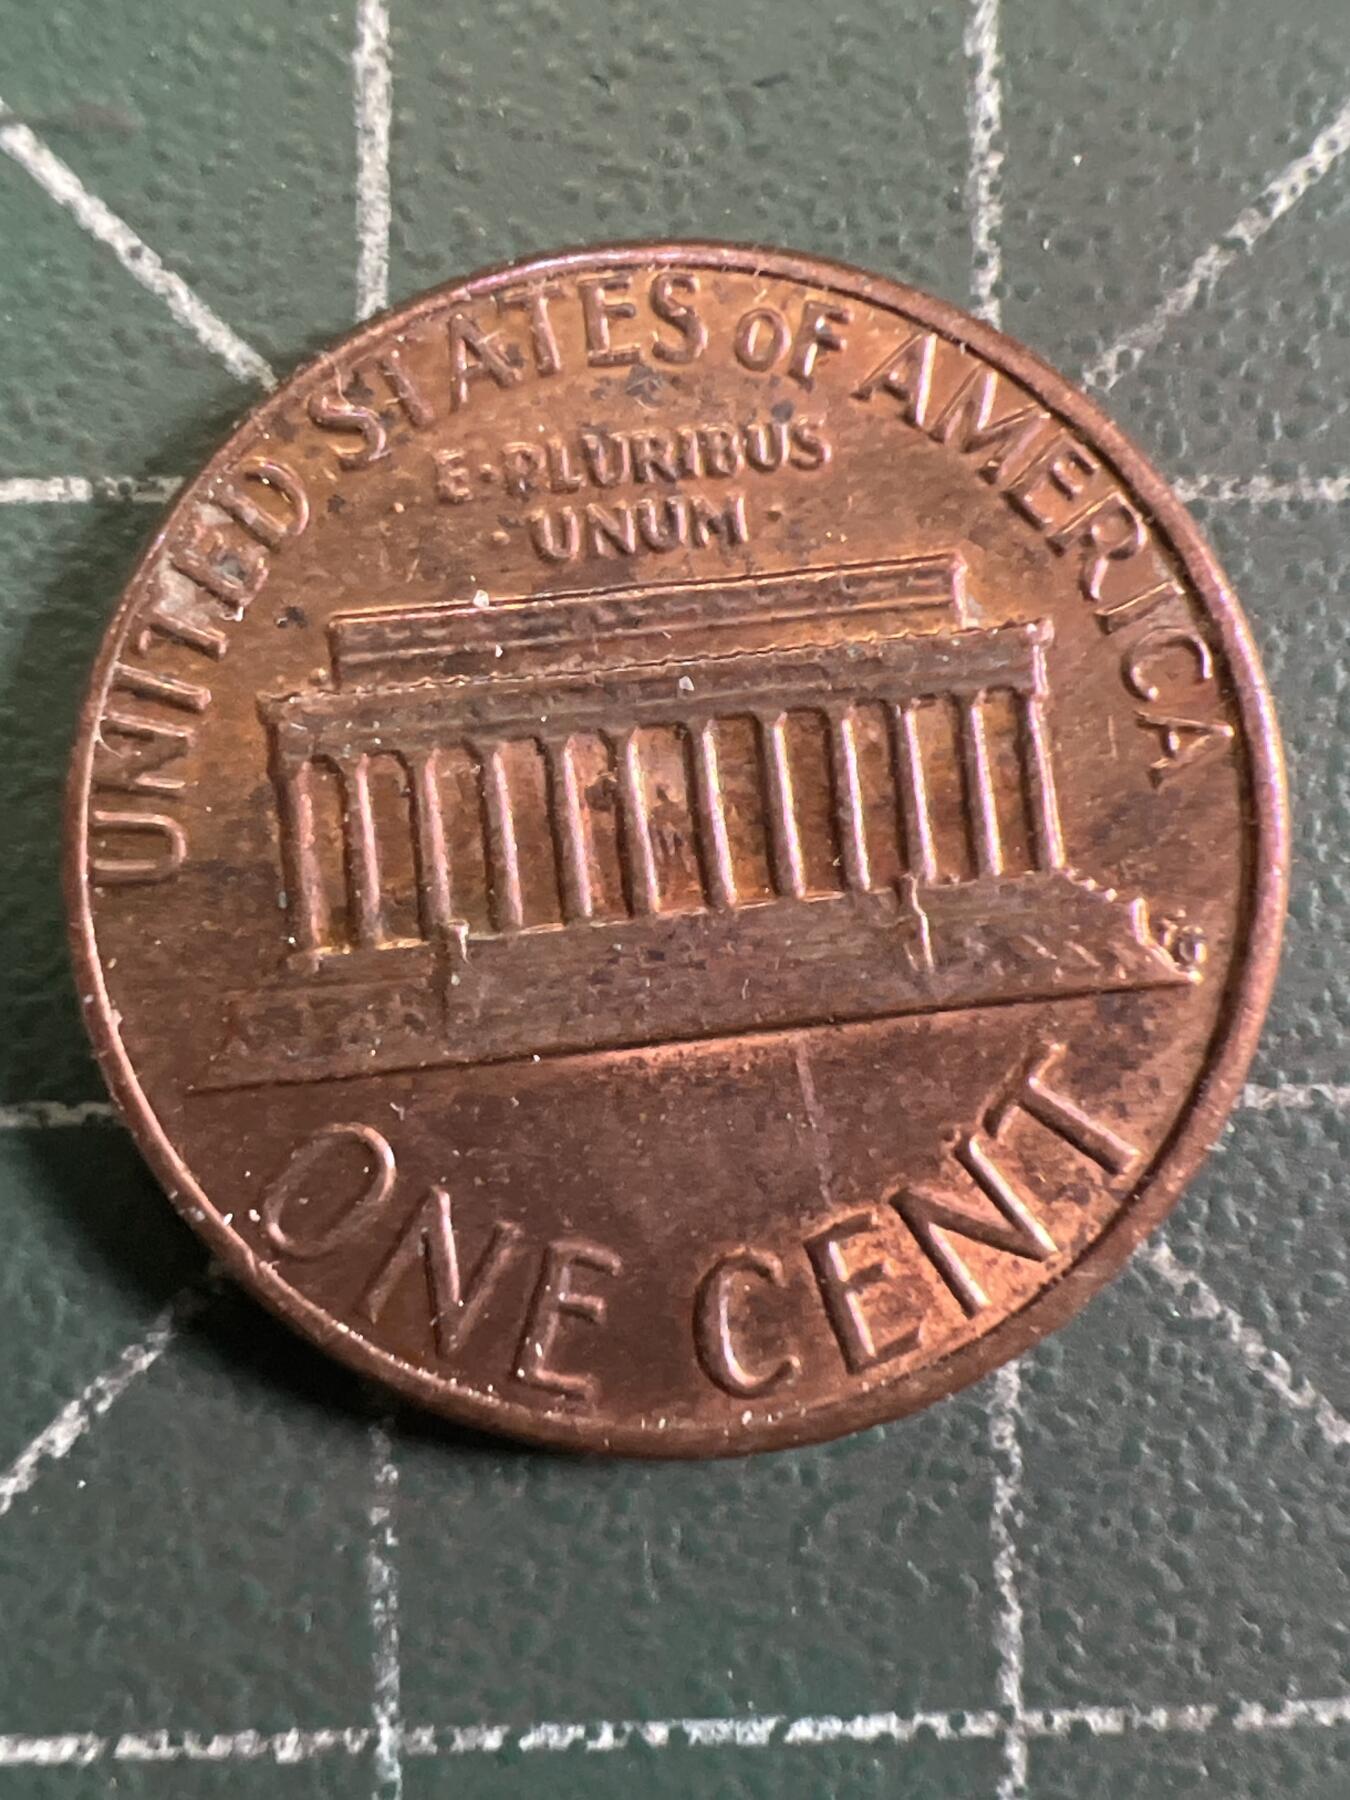 UNITED STATES OF AMERICA
E·PLURIBUS
UNUM
ONE CENT